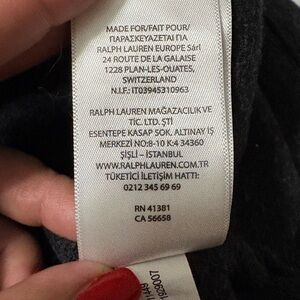 MADE FOR/FAIT POUR/
ΠΑΡΑΣΚΕΥΑΖΕΤΑΙ ΓΙΑ
RALPH LAUREN EUROPE Sárl
24 ROUTE DE LA GALAISE
1228 PLAN-LES-OUATES,
SWITZERLAND
N.I.F.: IT03945310963
RALPH LAUREN MAĞAZACILIK VE
TİC. LTD. ŞTİ
ESENTEPE KASAP SOK. ALTINAY İŞ
MERKEZİ NO:8-10 K:4 34360
ŞİŞLİ - İSTANBUL
WWW.RALPHLAUREN.COM.TR
TÜKETİCİ İLETİŞİM HATTI:
0212 345 69 69
RN 41381
CA 56658